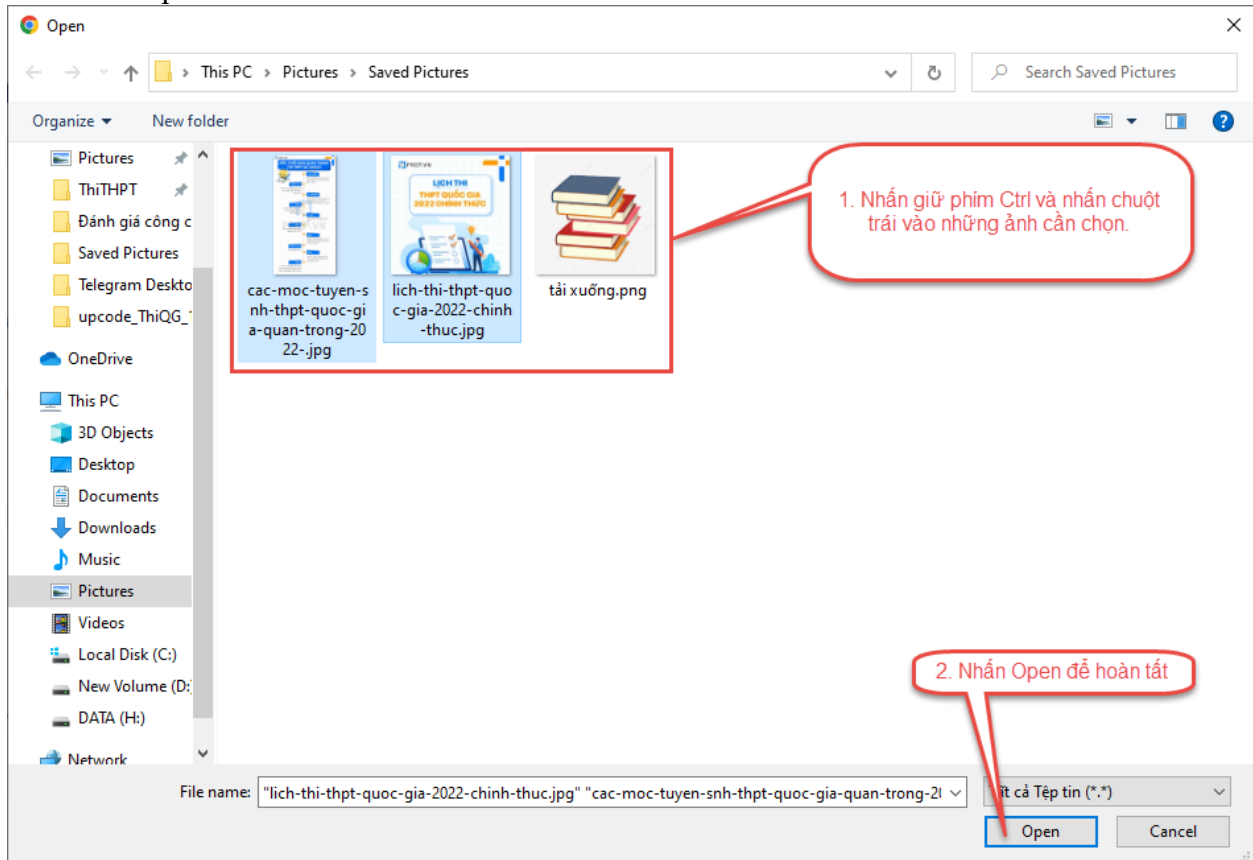 Open
This PC > Pictures > Saved Pictures
Search Saved Pictures
Organize
New folder
Pictures
ThiTHPT
Đánh giá công c
Saved Pictures
Telegram Deskto
upcode_ThiQG_
OneDrive
This PC
3D Objects
Desktop
Documents
Downloads
Music
Pictures
Videos
Local Disk (C:)
New Volume (D:
DATA (H:)
Network
PREP.VN
LỊCH THI
THPT QUỐC GIA
2022 CHÍNH THỨC
cac-moc-tuyen-s
nh-thpt-quoc-gi
a-quan-trong-20
22-.jpg
lich-thi-thpt-quo
c-gia-2022-chinh
-thuc.jpg
tải xuống.png
1. Nhấn giữ phím Ctrl và nhấn chuột
trái vào những ảnh cần chọn.
2. Nhấn Open để hoàn tất
File name:
"lich-thi-thpt-quoc-gia-2022-chinh-thuc.jpg" "cac-moc-tuyen-snh-thpt-quoc-gia-quan-trong-2
cả Tệp tin (*.*)
Open
Cancel